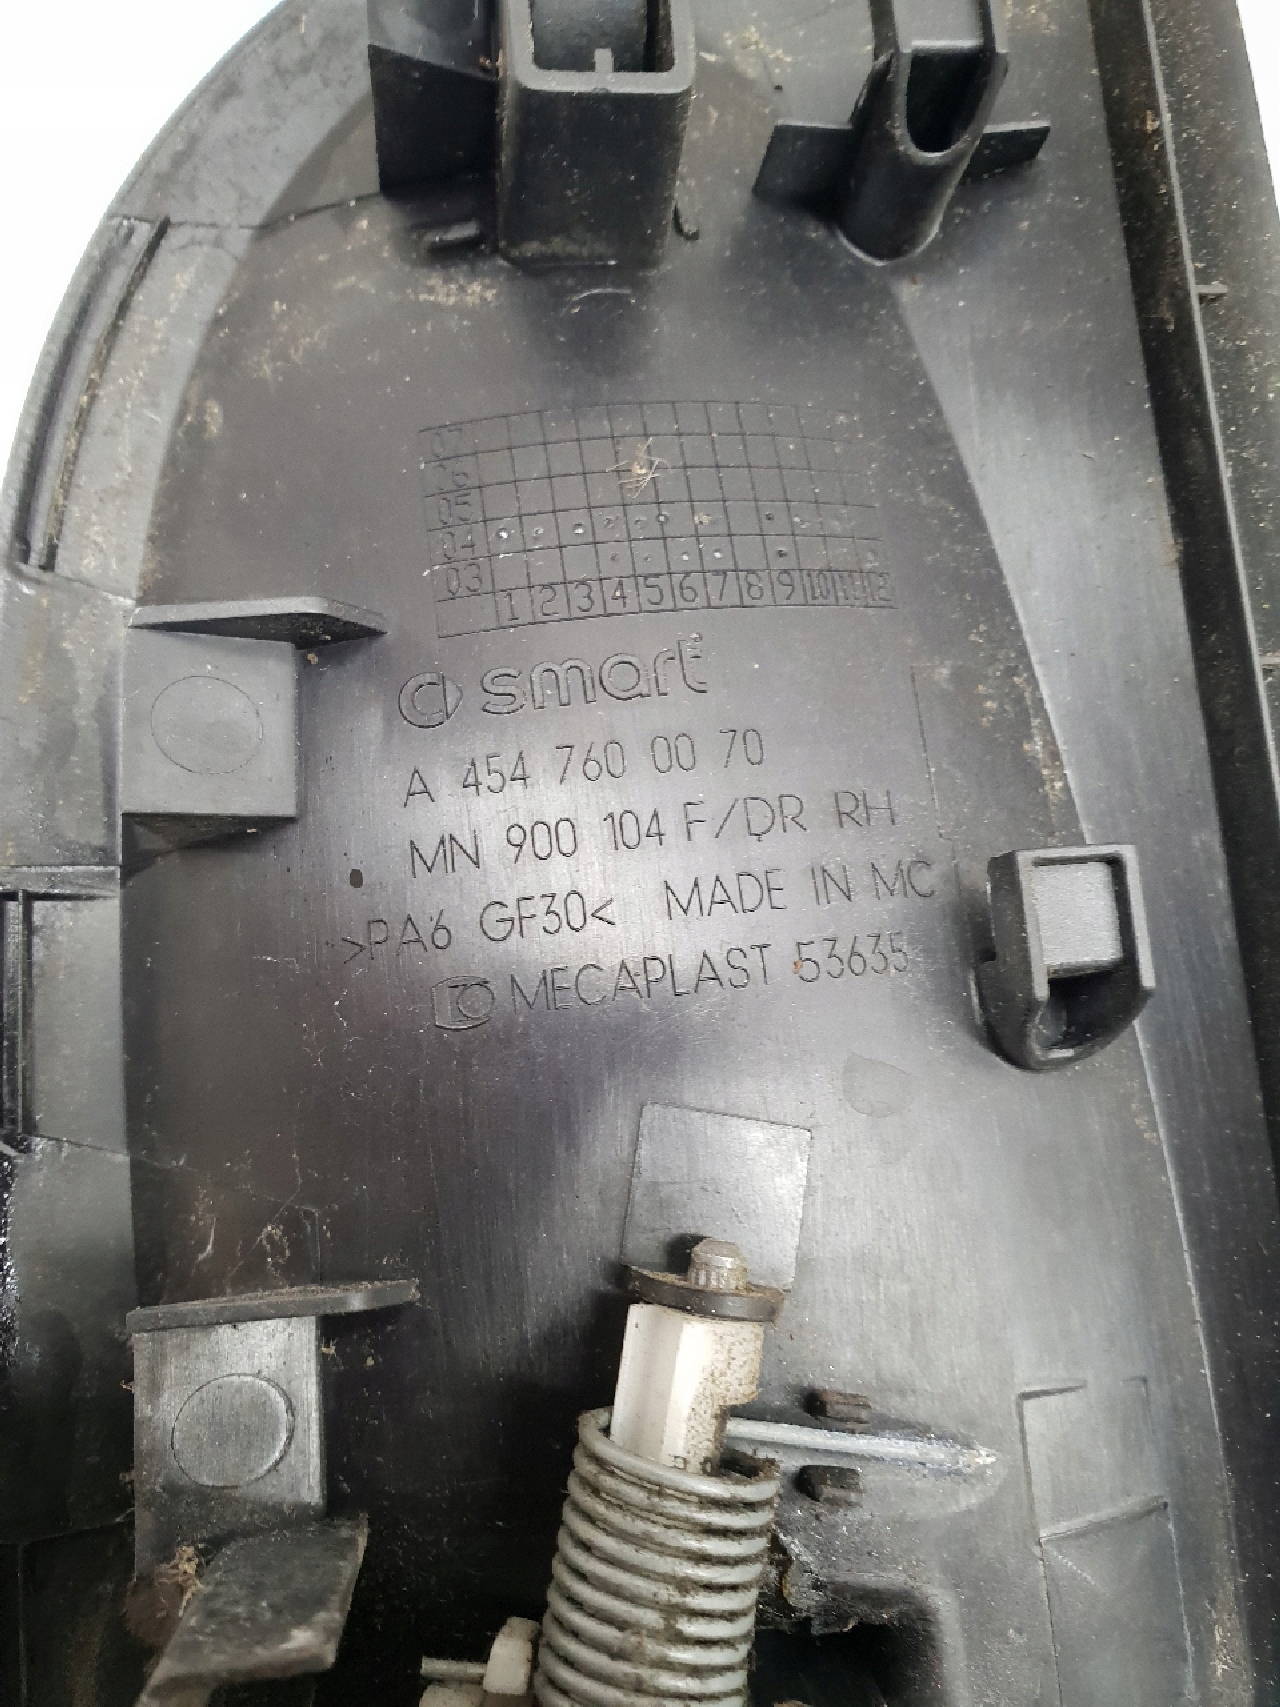 07
06
05
04
03
1 2 3 4 5 6 7 8 9 10 11 12
smart
A 454 760 00 70
MN 900 104 F/DR RH
>PA6 GF30< MADE IN MC
MECAPLAST 53635